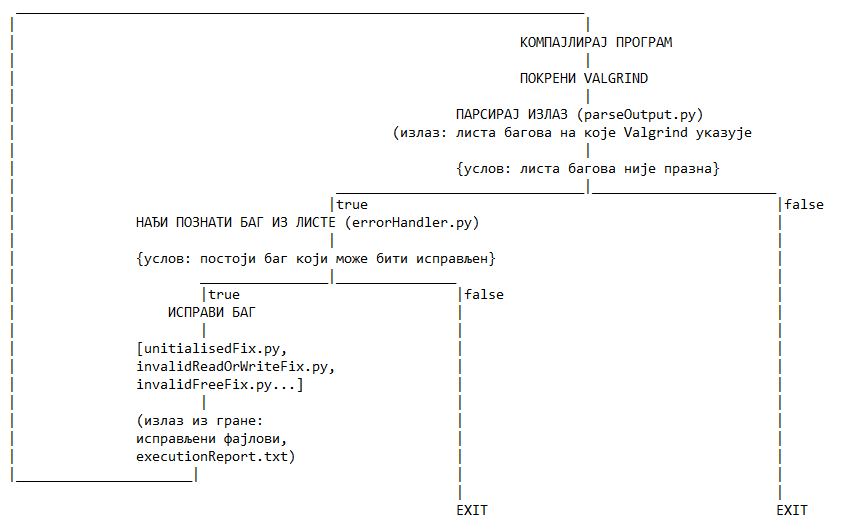 КОМПАЈЛИРАЈ ПРОГРАМ
ПОКРЕНИ VALGRIND
ПАРСИРАЈ ИЗЛАЗ (parseOutput.py)
(излаз: листа багова на које Valgrind указује
{услов: листа багова није празна}
true
false
НАЂИ ПОЗНАТИ БАГ ИЗ ЛИСТЕ (errorHandler.py)
{услов: постоји баг који може бити исправљен}
true
false
ИСПРАВИ БАГ
[unitialisedFix.py,
invalidReadOrWriteFix.py,
invalidFreeFix.py...]
(излаз из гране:
исправљени фајлови,
executionReport.txt)
EXIT
EXIT